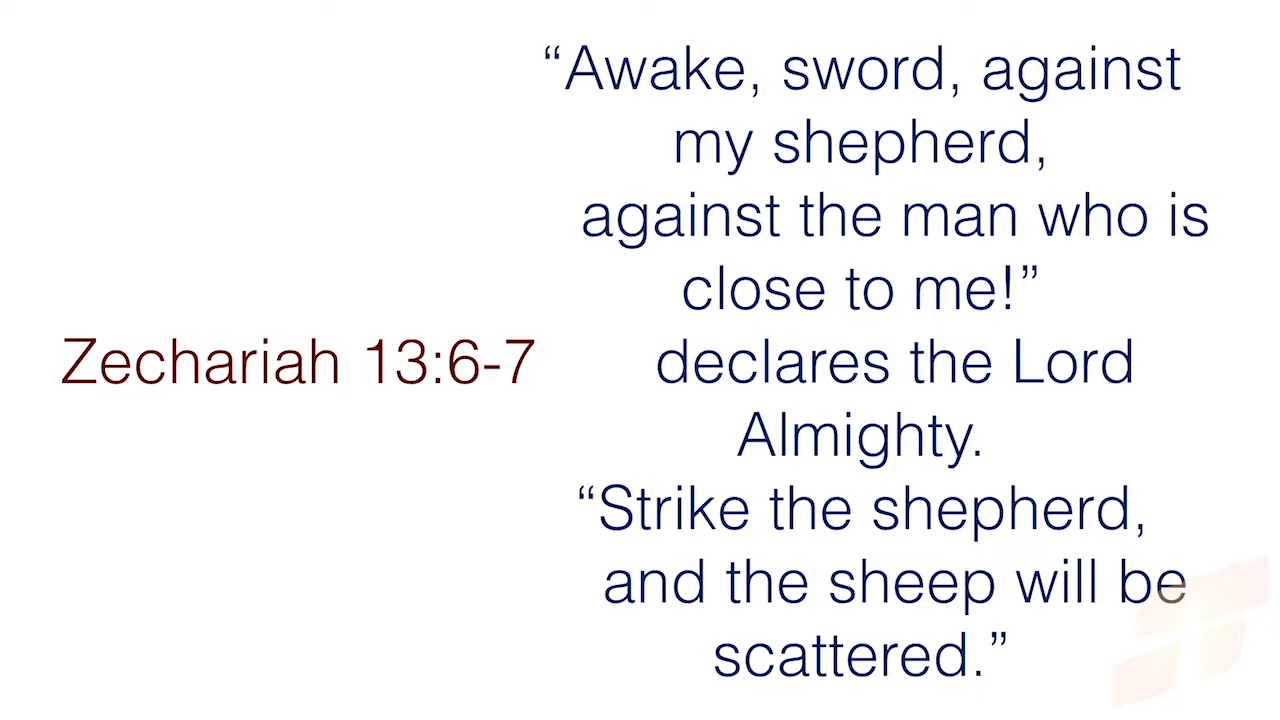 Zechariah 13:6-7
“Awake, sword, against
my shepherd,
against the man who is
close to me!”
declares the Lord
Almighty.
“Strike the shepherd,
and the sheep will be
scattered.”